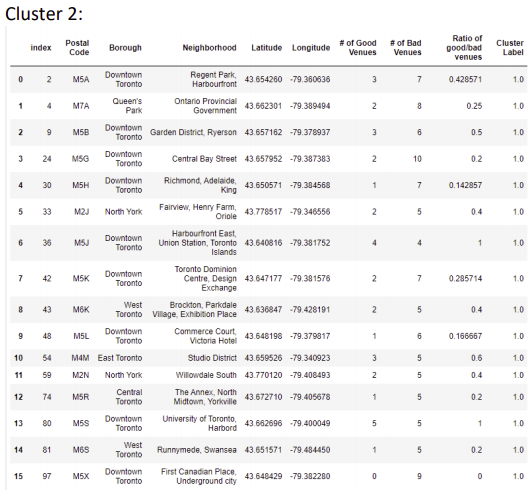 Cluster 2:
index Postal Code Borough Neighborhood Latitude Longitude # of Good Venues # of Bad Venues Ratio of good/bad venues Cluster Label
0 2 M5A Downtown Toronto Regent Park, Harbourfront 43.654260 -79.360636 3 7 0.428571 1.0
1 4 M7A Queen's Park Ontario Provincial Government 43.662301 -79.389494 2 8 0.25 1.0
2 9 M5B Downtown Toronto Garden District, Ryerson 43.657162 -79.378937 3 6 0.5 1.0
3 24 M5G Downtown Toronto Central Bay Street 43.657952 -79.387383 2 10 0.2 1.0
4 30 M5H Downtown Toronto Richmond, Adelaide, King 43.650571 -79.384568 1 7 0.142857 1.0
5 33 M2J North York Fairview, Henry Farm, Oriole 43.778517 -79.346556 2 5 0.4 1.0
6 36 M5J Downtown Toronto Harbourfront East, Union Station, Toronto Islands 43.640816 -79.381752 4 4 1 1.0
7 42 M5K Downtown Toronto Toronto Dominion Centre, Design Exchange 43.647177 -79.381576 2 7 0.285714 1.0
8 43 M6K West Toronto Brockton, Parkdale Village, Exhibition Place 43.636847 -79.428191 2 5 0.4 1.0
9 48 M5L Downtown Toronto Commerce Court, Victoria Hotel 43.648198 -79.379817 1 6 0.166667 1.0
10 54 M4M East Toronto Studio District 43.659526 -79.340923 3 5 0.6 1.0
11 59 M2N North York Willowdale South 43.770120 -79.408493 2 5 0.4 1.0
12 74 M5R Central Toronto The Annex, North Midtown, Yorkville 43.672710 -79.405678 1 5 0.2 1.0
13 80 M5S Downtown Toronto University of Toronto, Harbord 43.662696 -79.400049 5 5 1 1.0
14 81 M6S West Toronto Runnymede, Swansea 43.651571 -79.484450 1 5 0.2 1.0
15 97 M5X Downtown Toronto First Canadian Place, Underground city 43.648429 -79.382280 0 9 0 1.0